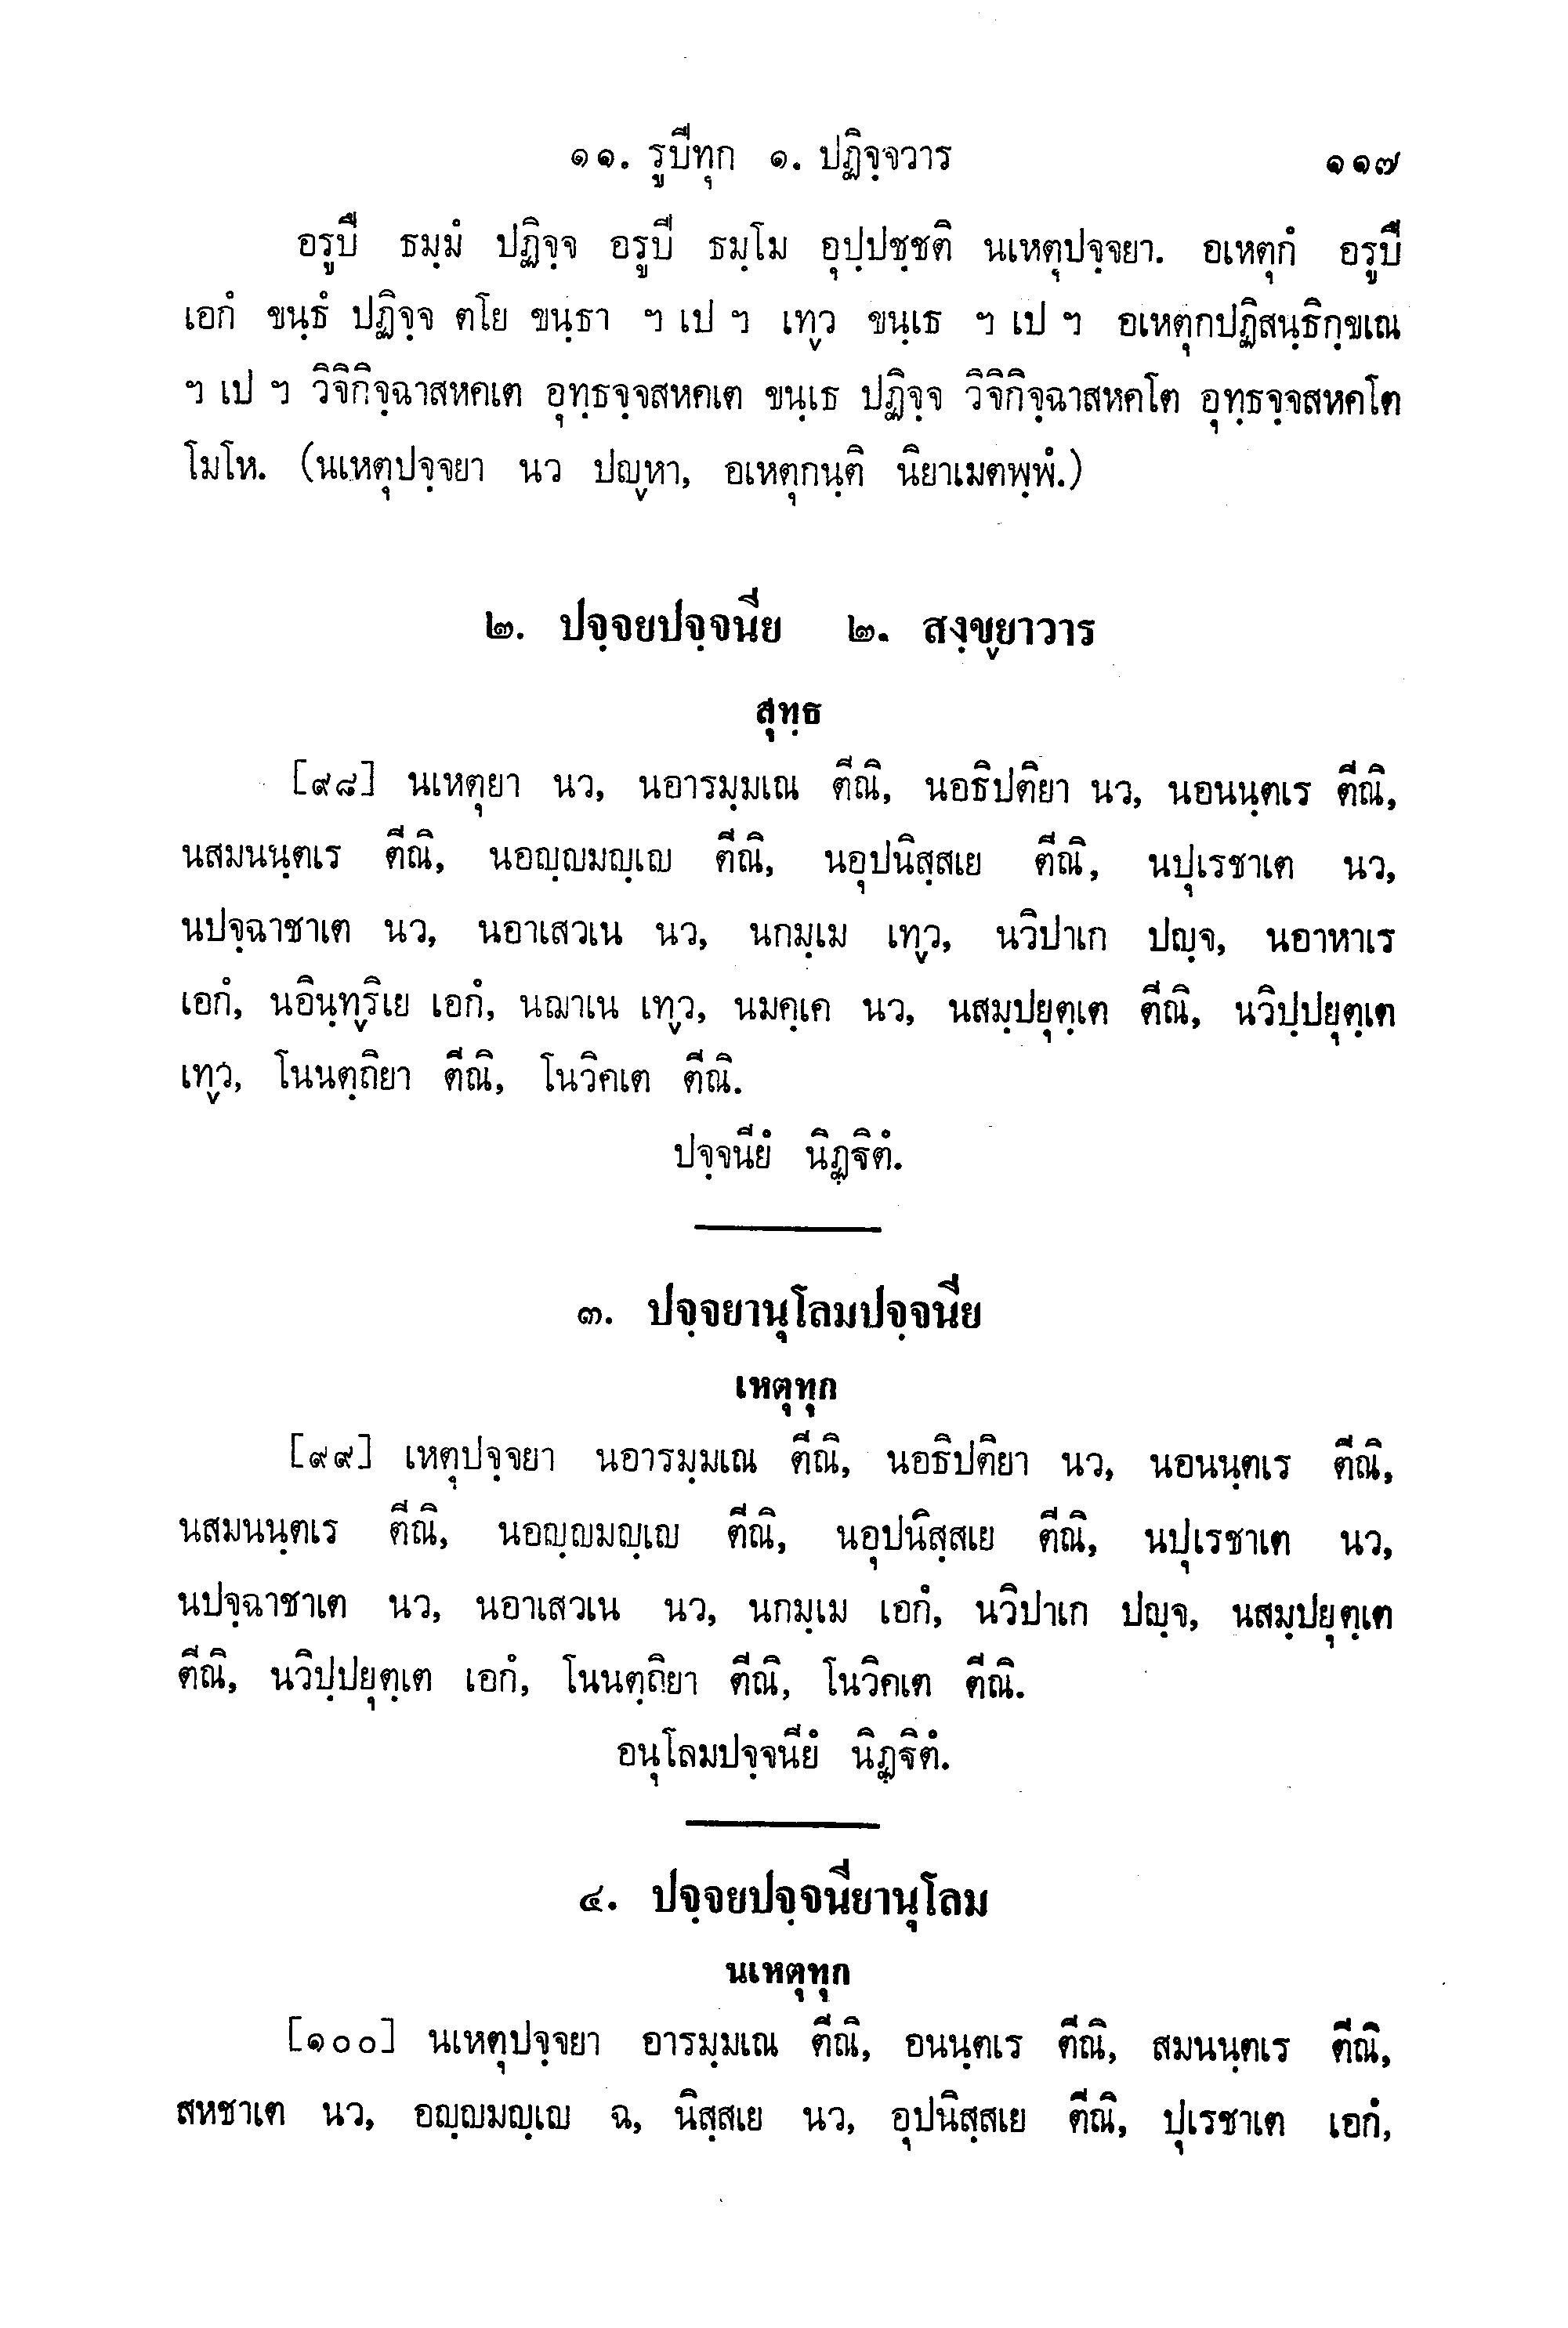 ๑๑. รูปีทุก ๑. ปฏิจฺจวาร ๑๑๗
อรูปึ ธมฺมํ ปฏิจฺจ อรูปี ธมฺโม อุปฺปชฺชติ นเหตุปจฺจยา. อเหตุกํ อรูปึ
เอกํ ขนฺธํ ปฏิจฺจ ตโย ขนฺธา ฯ เป ฯ เทฺว ขนฺเธ ฯ เป ฯ อเหตุกปฏิสนฺธิกฺขเณ
ฯ เป ฯ วิจิกิจฺฉาสหคเต อุทฺธจฺจสหคเต ขนฺเธ ปฏิจฺจ วิจิกิจฺฉาสหคโต อุทฺธจฺจสหคโต
โมโห. (นเหตุปจฺจยา นว ปญฺหา, อเหตุกนฺติ นิยาเมตพฺพํ.)
๒. ปจฺจยปจฺจนีย ๒. สงฺขฺยาวาร
สุทฺธ
[๙๘] นเหตุยา นว, นอารมฺมเณ ตีณิ, นอธิปติยา นว, นอนนฺตเร ตีณิ,
นสมนนฺตเร ตีณิ, นอญฺญมญฺเญ ตีณิ, นอุปนิสฺสเย ตีณิ, นปุเรชาเต นว,
นปจฺฉาชาเต นว, นอาเสวเน นว, นกมฺเม เทฺว, นวิปาเก ปญฺจ, นอาหาเร
เอกํ, นอินฺทฺริเย เอกํ, นฌาเน เทฺว, นมคฺเค นว, นสมฺปยุตฺเต ตีณิ, นวิปฺปยุตฺเต
เทฺว, โนนตฺถิยา ตีณิ, โนวิคเต ตีณิ.
ปจฺจนียํ นิฏฺฐิตํ.
๓. ปจฺจยานุโลมปจฺจนีย
เหตุทุก
[๙๙] เหตุปจฺจยา นอารมฺมเณ ตีณิ, นอธิปติยา นว, นอนนฺตเร ตีณิ,
นสมนนฺตเร ตีณิ, นอญฺญมญฺเญ ตีณิ, นอุปนิสฺสเย ตีณิ, นปุเรชาเต นว,
นปจฺฉาชาเต นว, นอาเสวเน นว, นกมฺเม เอกํ, นวิปาเก ปญฺจ, นสมฺปยุตฺเต
ตีณิ, นวิปฺปยุตฺเต เอกํ, โนนตฺถิยา ตีณิ, โนวิคเต ตีณิ.
อนุโลมปจฺจนียํ นิฏฺฐิตํ.
๔. ปจฺจยปจฺจนียานุโลม
นเหตุทุก
[๑๐๐] นเหตุปจฺจยา อารมฺมเณ ตีณิ, อนนฺตเร ตีณิ, สมนนฺตเร ตีณิ,
สหชาเต นว, อญฺญมญฺเญ ฉ, นิสฺสเย นว, อุปนิสฺสเย ตีณิ, ปุเรชาเต เอกํ,